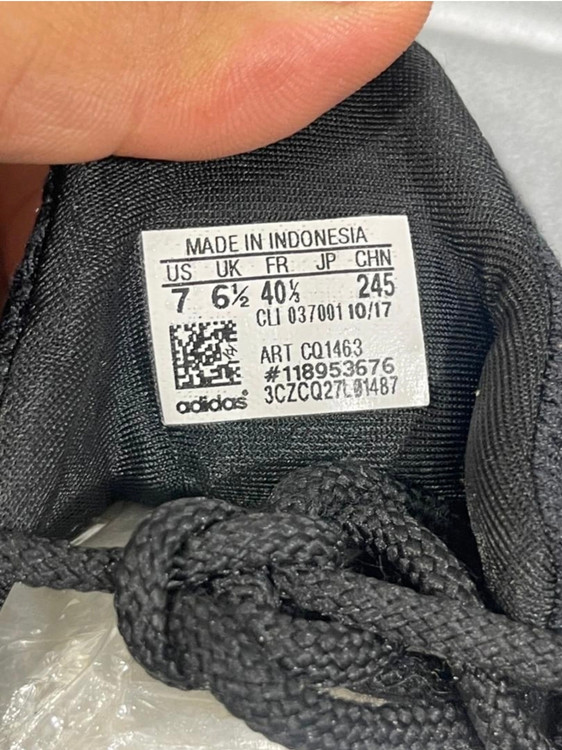 MADE IN INDONESIA
US UK FR JP CHN
7 6½ 40⅔ 245
CLI 037001 10/17
ART CQ1463
#118953676
3CZCQ27L01487
adidas®